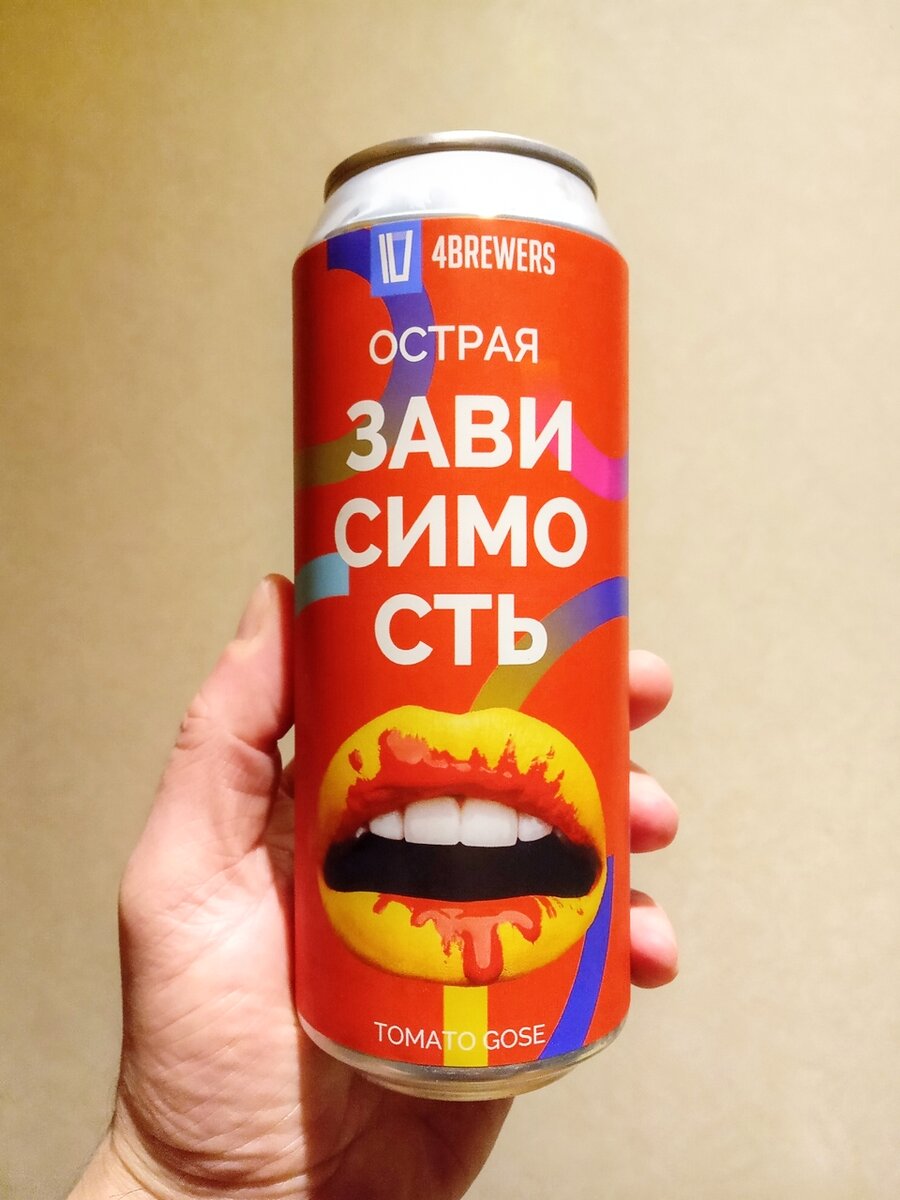 4BREWERS
ОСТРАЯ
ЗАВИ
СИМО
СТЬ
TOMATO GOSE